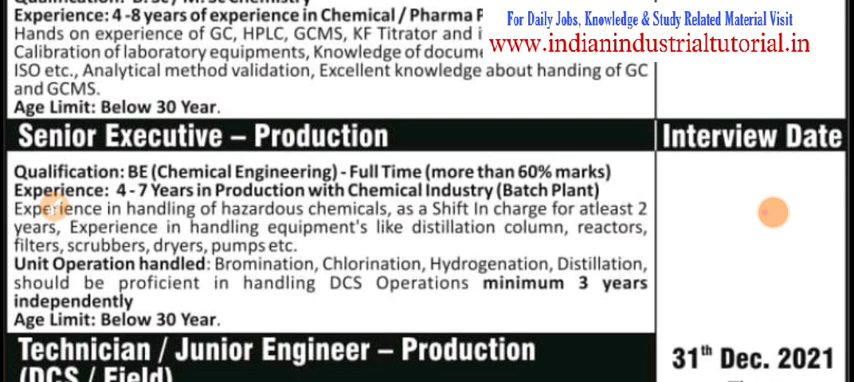 Experience: 4-8 years of experience in Chemical / Pharma
For Daily Jobs, Knowledge & Study Related Material Visit
www.indianindustrialtutorial.in
Hands on experience of GC, HPLC, GCMS, KF Titrator and
Calibration of laboratory equipments, Knowledge of
ISO etc., Analytical method validation, Excellent knowledge about handing of GC
and GCMS.
Age Limit: Below 30 Year.
Senior Executive – Production
Interview Date
Qualification: BE (Chemical Engineering) - Full Time (more than 60% marks)
Experience: 4-7 Years in Production with Chemical Industry (Batch Plant)
Experience in handling of hazardous chemicals, as a Shift In charge for atleast 2
years, Experience in handling equipment's like distillation column, reactors,
filters, scrubbers, dryers, pumps etc.
Unit Operation handled: Bromination, Chlorination, Hydrogenation, Distillation,
should be proficient in handling DCS Operations minimum 3 years
independently
Age Limit: Below 30 Year.
Technician / Junior Engineer – Production
(DCS / Field)
31th Dec. 2021